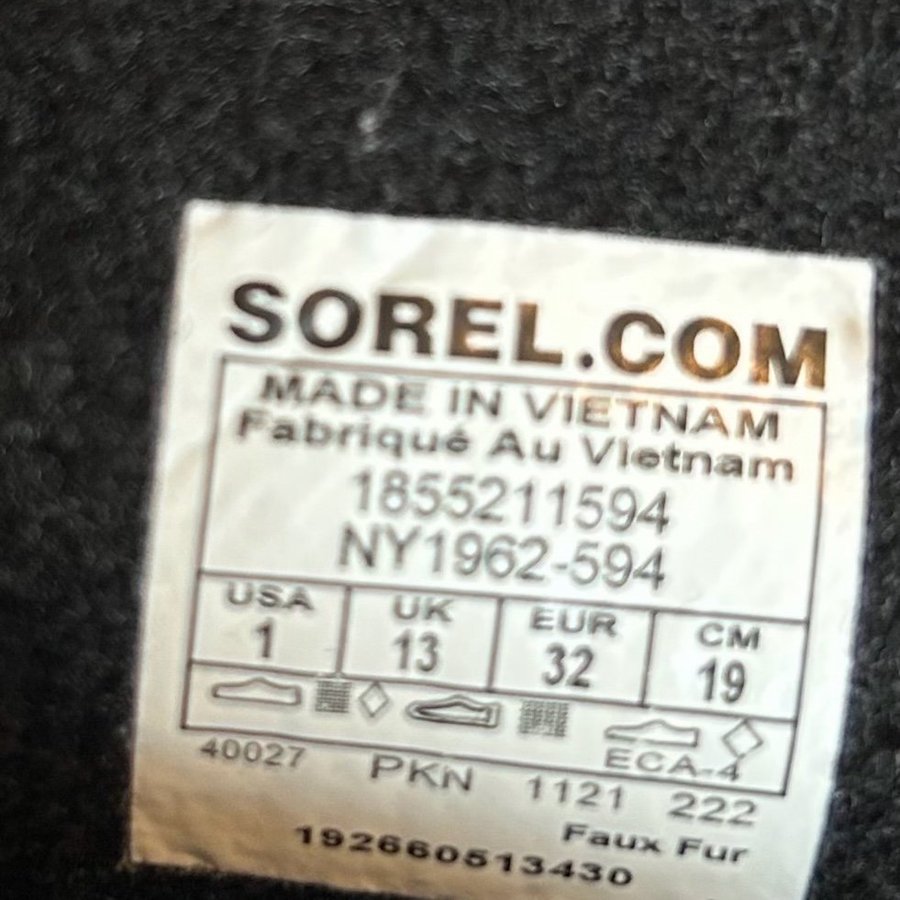 SOREL.COM
MADE IN VIETNAM
Fabriqué Au Vietnam
1855211594
NY1962-594
USA UK EUR CM
1 13 32 19
ECA-4
40027 PKN 1121 222
Faux Fur
192660513430